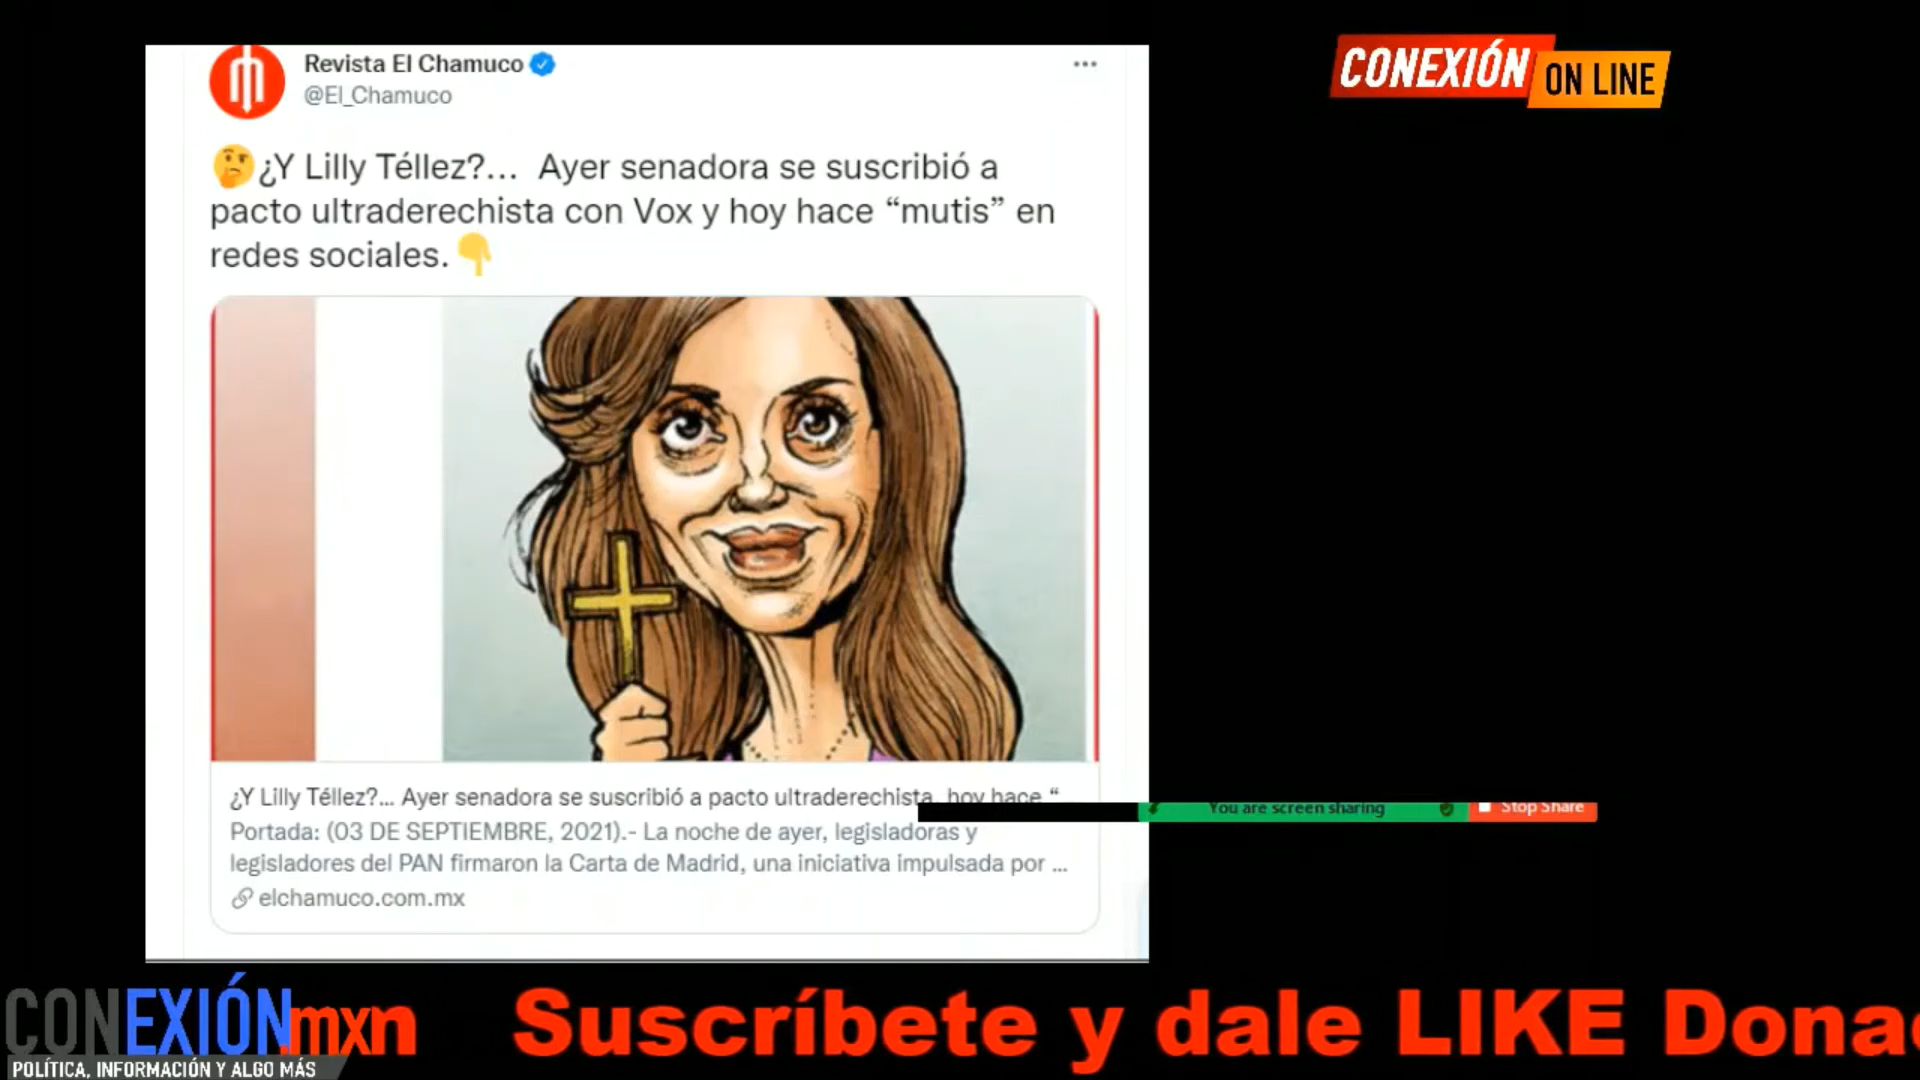 Revista El Chamuco
@El_Chamuco
CONEXIÓN
ON LINE
🤔¿Y Lilly Téllez?... Ayer senadora se suscribió a
pacto ultraderechista con Vox y hoy hace “mutis” en
redes sociales. 👇
¿Y Lilly Téllez?... Ayer senadora se suscribió a pacto ultraderechista, hoy hace “
You are screen sharing
Stop Share
Portada: (03 DE SEPTIEMBRE, 2021).- La noche de ayer, legisladoras y
legisladores del PAN firmaron la Carta de Madrid, una iniciativa impulsada por ...
elchamuco.com.mx
CONEXIÓN.mxn
POLÍTICA, INFORMACIÓN Y ALGO MÁS
Suscríbete y dale LIKE